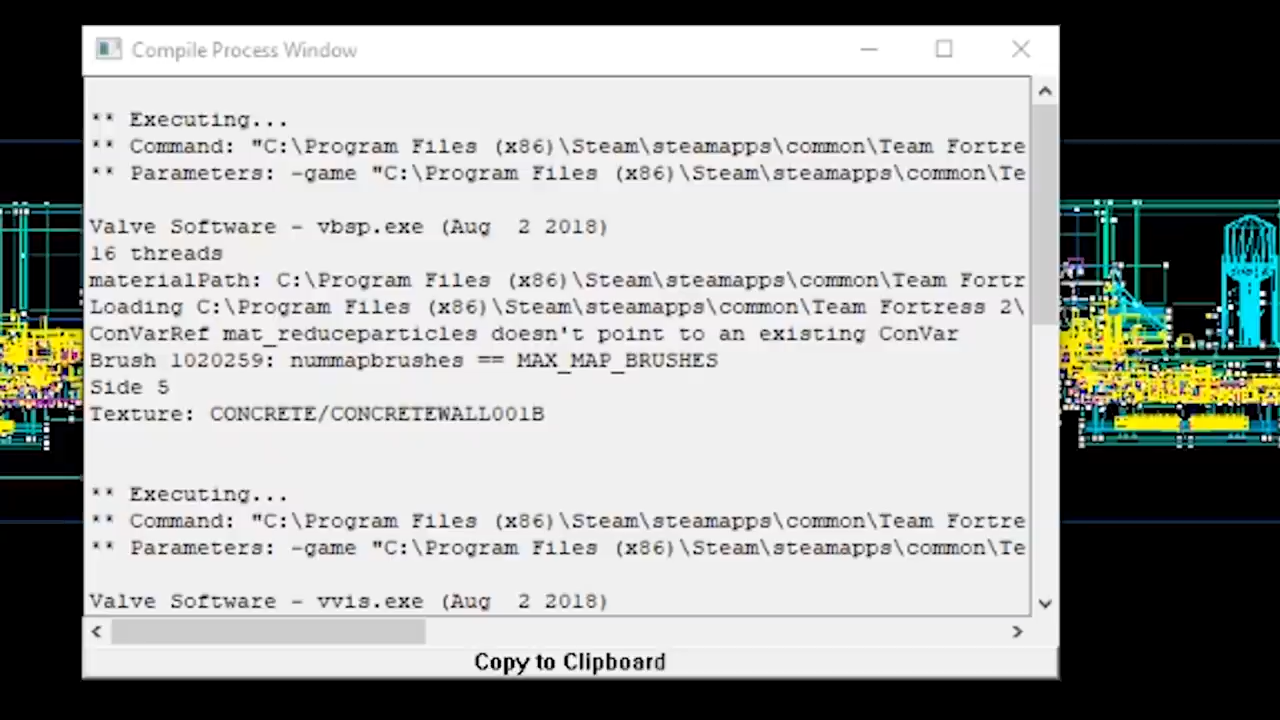 Compile Process Window
** Executing...
** Command: "C:\Program Files (x86)\Steam\steamapps\common\Team Fortre
** Parameters: -game "C:\Program Files (x86)\Steam\steamapps\common\Te
Valve Software - vbsp.exe (Aug  2 2018)
16 threads
materialPath: C:\Program Files (x86)\Steam\steamapps\common\Team Fortr
Loading C:\Program Files (x86)\Steam\steamapps\common\Team Fortress 2\
ConVarRef mat_reduceparticles doesn't point to an existing ConVar
Brush 1020259: nummapbrushes == MAX_MAP_BRUSHES
Side 5
Texture: CONCRETE/CONCRETEWALL001B
** Executing...
** Command: "C:\Program Files (x86)\Steam\steamapps\common\Team Fortre
** Parameters: -game "C:\Program Files (x86)\Steam\steamapps\common\Te
Valve Software - vvis.exe (Aug  2 2018)
Copy to Clipboard